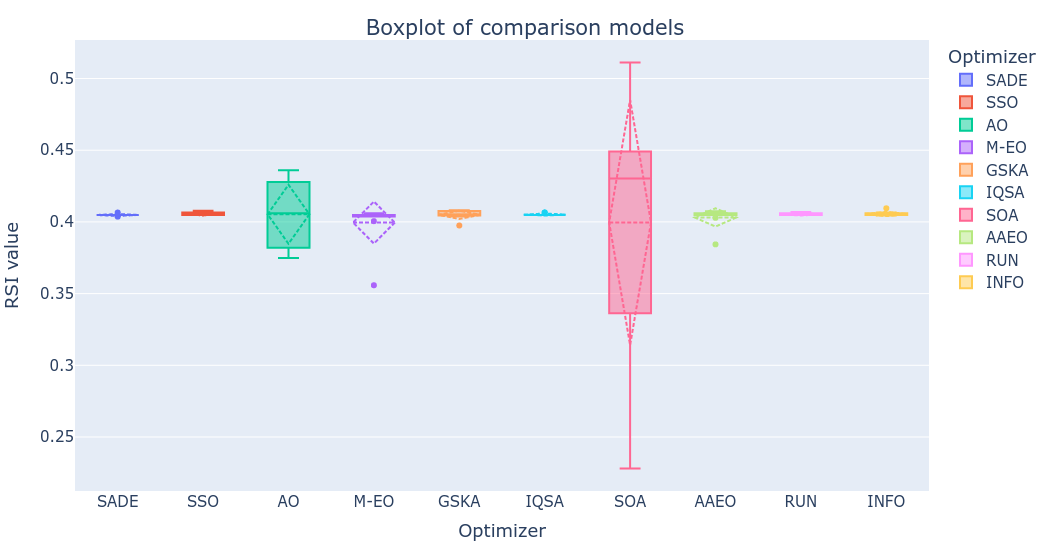 Boxplot of comparison models
RSI value
0.5
0.45
0.4
0.35
0.3
0.25
SADE
SSO
AO
M-EO
GSKA
IQSA
SOA
AAEO
RUN
INFO
Optimizer
Optimizer
SADE
SSO
AO
M-EO
GSKA
IQSA
SOA
AAEO
RUN
INFO